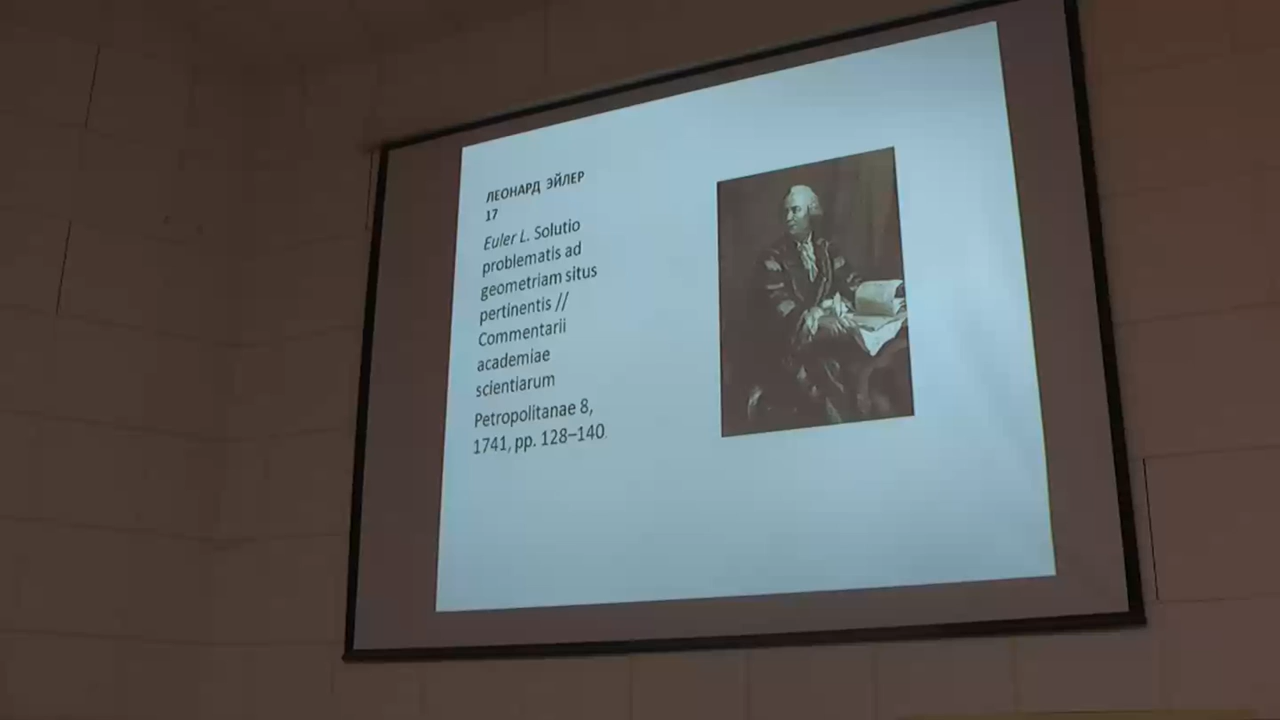 ЛЕОНАРД ЭЙЛЕР
17
Euler L. Solutio
problematis ad
geometriam situs
pertinentis //
Commentarii
academiae
scientiarum
Petropolitanae 8,
1741, pp. 128–140.